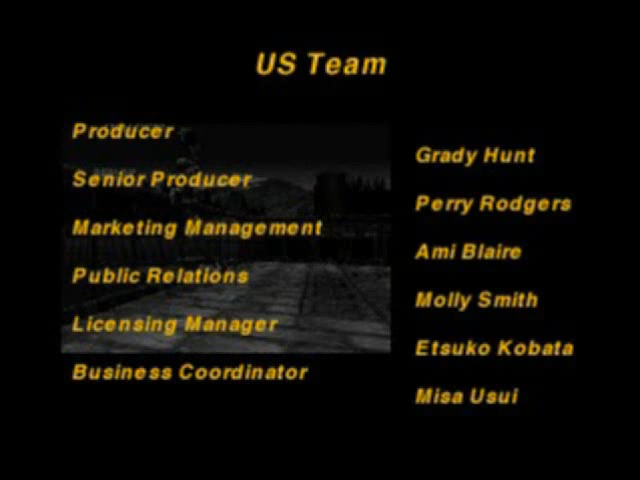 US Team
Producer
Grady Hunt
Senior Producer
Perry Rodgers
Marketing Management
Ami Blaire
Public Relations
Molly Smith
Licensing Manager
Etsuko Kobata
Business Coordinator
Misa Usui